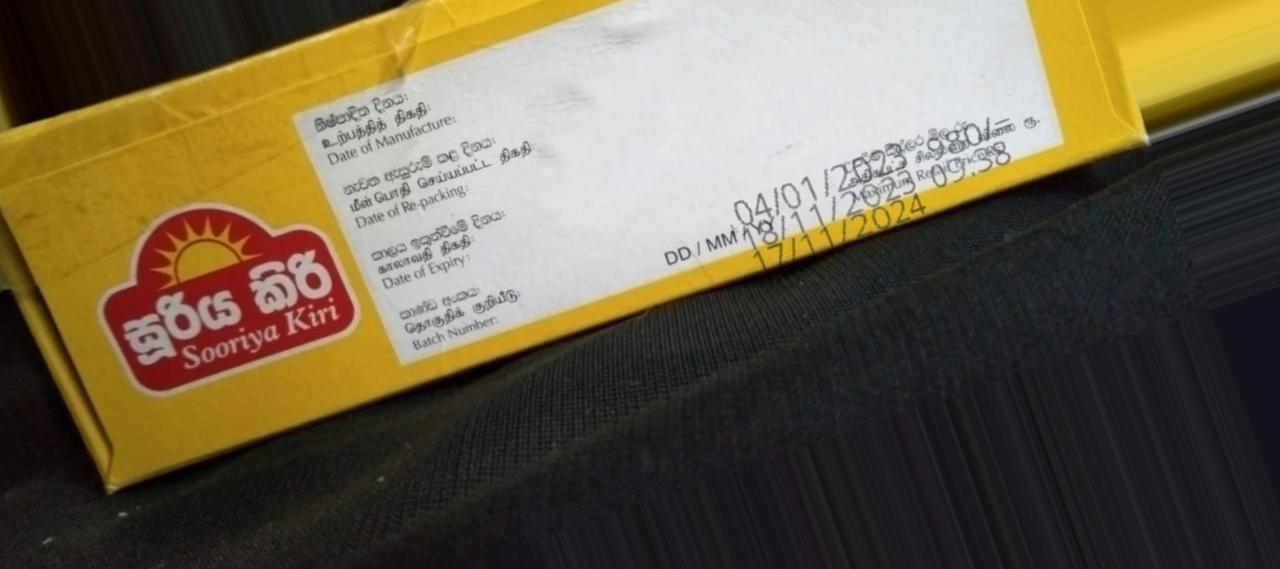 සූරිය කිරි
Sooriya Kiri
නිෂ්පාදිත දිනය:
உற்பத்தித் திகதி:
Date of Manufacture:
නැවත ඇසුරුම් කළ දිනය:
மீள் பொதி செய்யப்பட்ட திகதி:
Date of Re-packing:
කාලය ඉකුත්වීමේ දිනය:
காலாவதி திகதி:
Date of Expiry:
කාණ්ඩ අංකය:
தொகுதிக் குறியீடு:
Batch Number:
DD / MM
04/01/2023 980/=
18/11/2023 09:38
17/11/2024